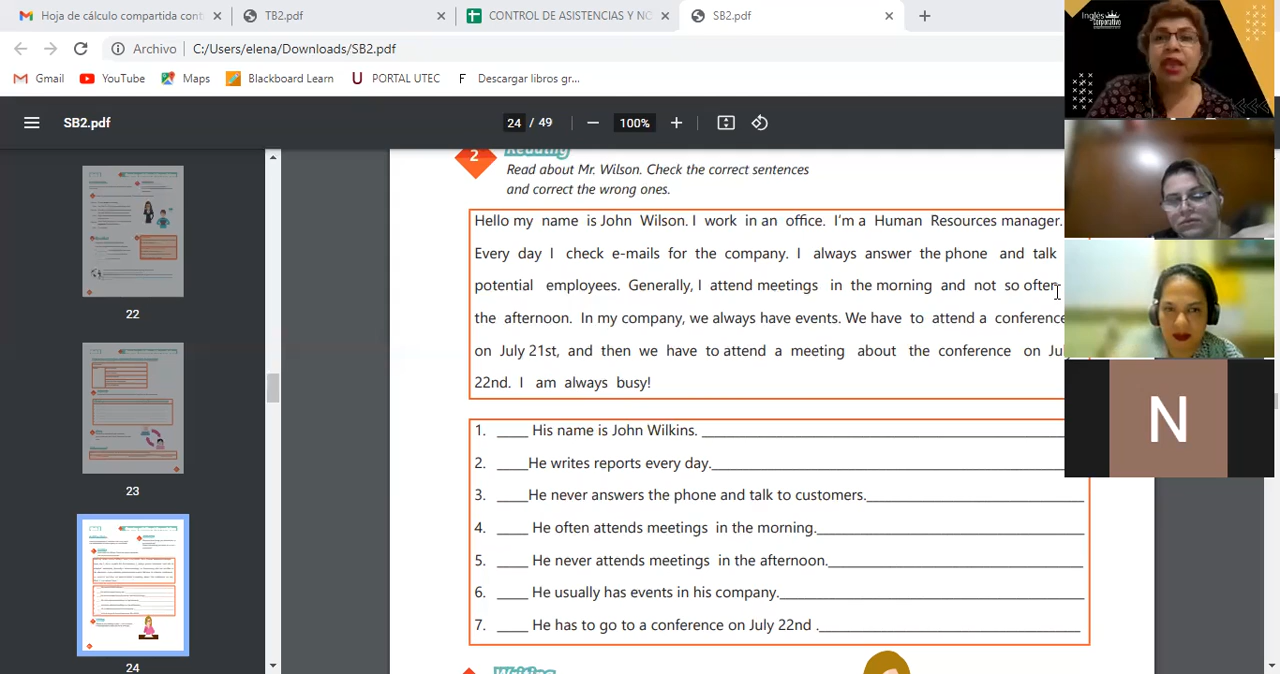 Hoja de cálculo compartida cont
TB2.pdf
CONTROL DE ASISTENCIAS Y NO
SB2.pdf
Archivo
C:/Users/elena/Downloads/SB2.pdf
Gmail
YouTube
Maps
Blackboard Learn
PORTAL UTEC
Descargar libros gr...
SB2.pdf
24 / 49
100%
Inglés
corporativo
22
23
24
2
Reading
Read about Mr. Wilson. Check the correct sentences
and correct the wrong ones.
Hello my name is John Wilson. I work in an office. I'm a Human Resources manager.
Every day I check e-mails for the company. I always answer the phone and talk
potential employees. Generally, I attend meetings in the morning and not so often
the afternoon. In my company, we always have events. We have to attend a conference
on July 21st, and then we have to attend a meeting about the conference on Jul
22nd. I am always busy!
1. ____ His name is John Wilkins.
2. ____He writes reports every day.
3. ____He never answers the phone and talk to customers.
4. ____ He often attends meetings in the morning.
5. ____ He never attends meetings in the afternoon.
6. ____ He usually has events in his company.
7. ____ He has to go to a conference on July 22nd .
Writing
N